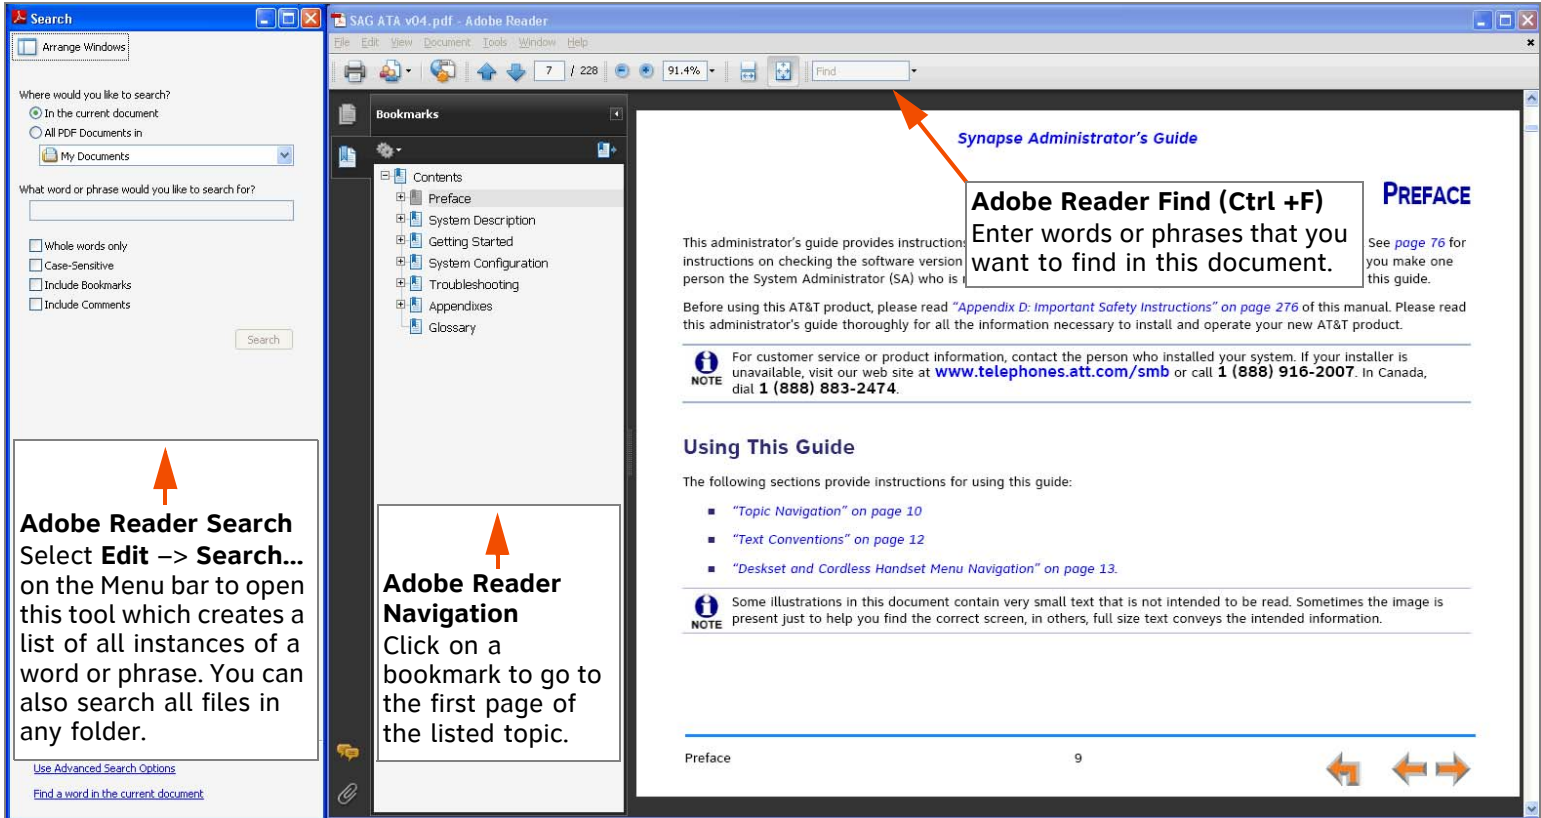 Search
Arrange Windows
Where would you like to search?
In the current document
All PDF Documents in
My Documents
What word or phrase would you like to search for?
Whole words only
Case-Sensitive
Include Bookmarks
Include Comments
Search
Adobe Reader Search
Select Edit –> Search...
on the Menu bar to open
this tool which creates a
list of all instances of a
word or phrase. You can
also search all files in
any folder.
Use Advanced Search Options
Find a word in the current document
SAG ATA v04.pdf - Adobe Reader
File Edit View Document Tools Window Help
7 / 228 91.4% Find
Bookmarks
Contents
Preface
System Description
Getting Started
System Configuration
Troubleshooting
Appendixes
Glossary
Adobe Reader
Navigation
Click on a
bookmark to go to
the first page of
the listed topic.
Synapse Administrator's Guide
Adobe Reader Find (Ctrl +F)
Enter words or phrases that you
want to find in this document.
PREFACE
This administrator's guide provides instructions See page 76 for
instructions on checking the software version you make one
person the System Administrator (SA) who is this guide.
Before using this AT&T product, please read "Appendix D: Important Safety Instructions" on page 276 of this manual. Please read
this administrator's guide thoroughly for all the information necessary to install and operate your new AT&T product.
NOTE
For customer service or product information, contact the person who installed your system. If your installer is
unavailable, visit our web site at www.telephones.att.com/smb or call 1 (888) 916-2007. In Canada,
dial 1 (888) 883-2474.
Using This Guide
The following sections provide instructions for using this guide:
"Topic Navigation" on page 10
"Text Conventions" on page 12
"Deskset and Cordless Handset Menu Navigation" on page 13.
NOTE
Some illustrations in this document contain very small text that is not intended to be read. Sometimes the image is
present just to help you find the correct screen, in others, full size text conveys the intended information.
Preface 9